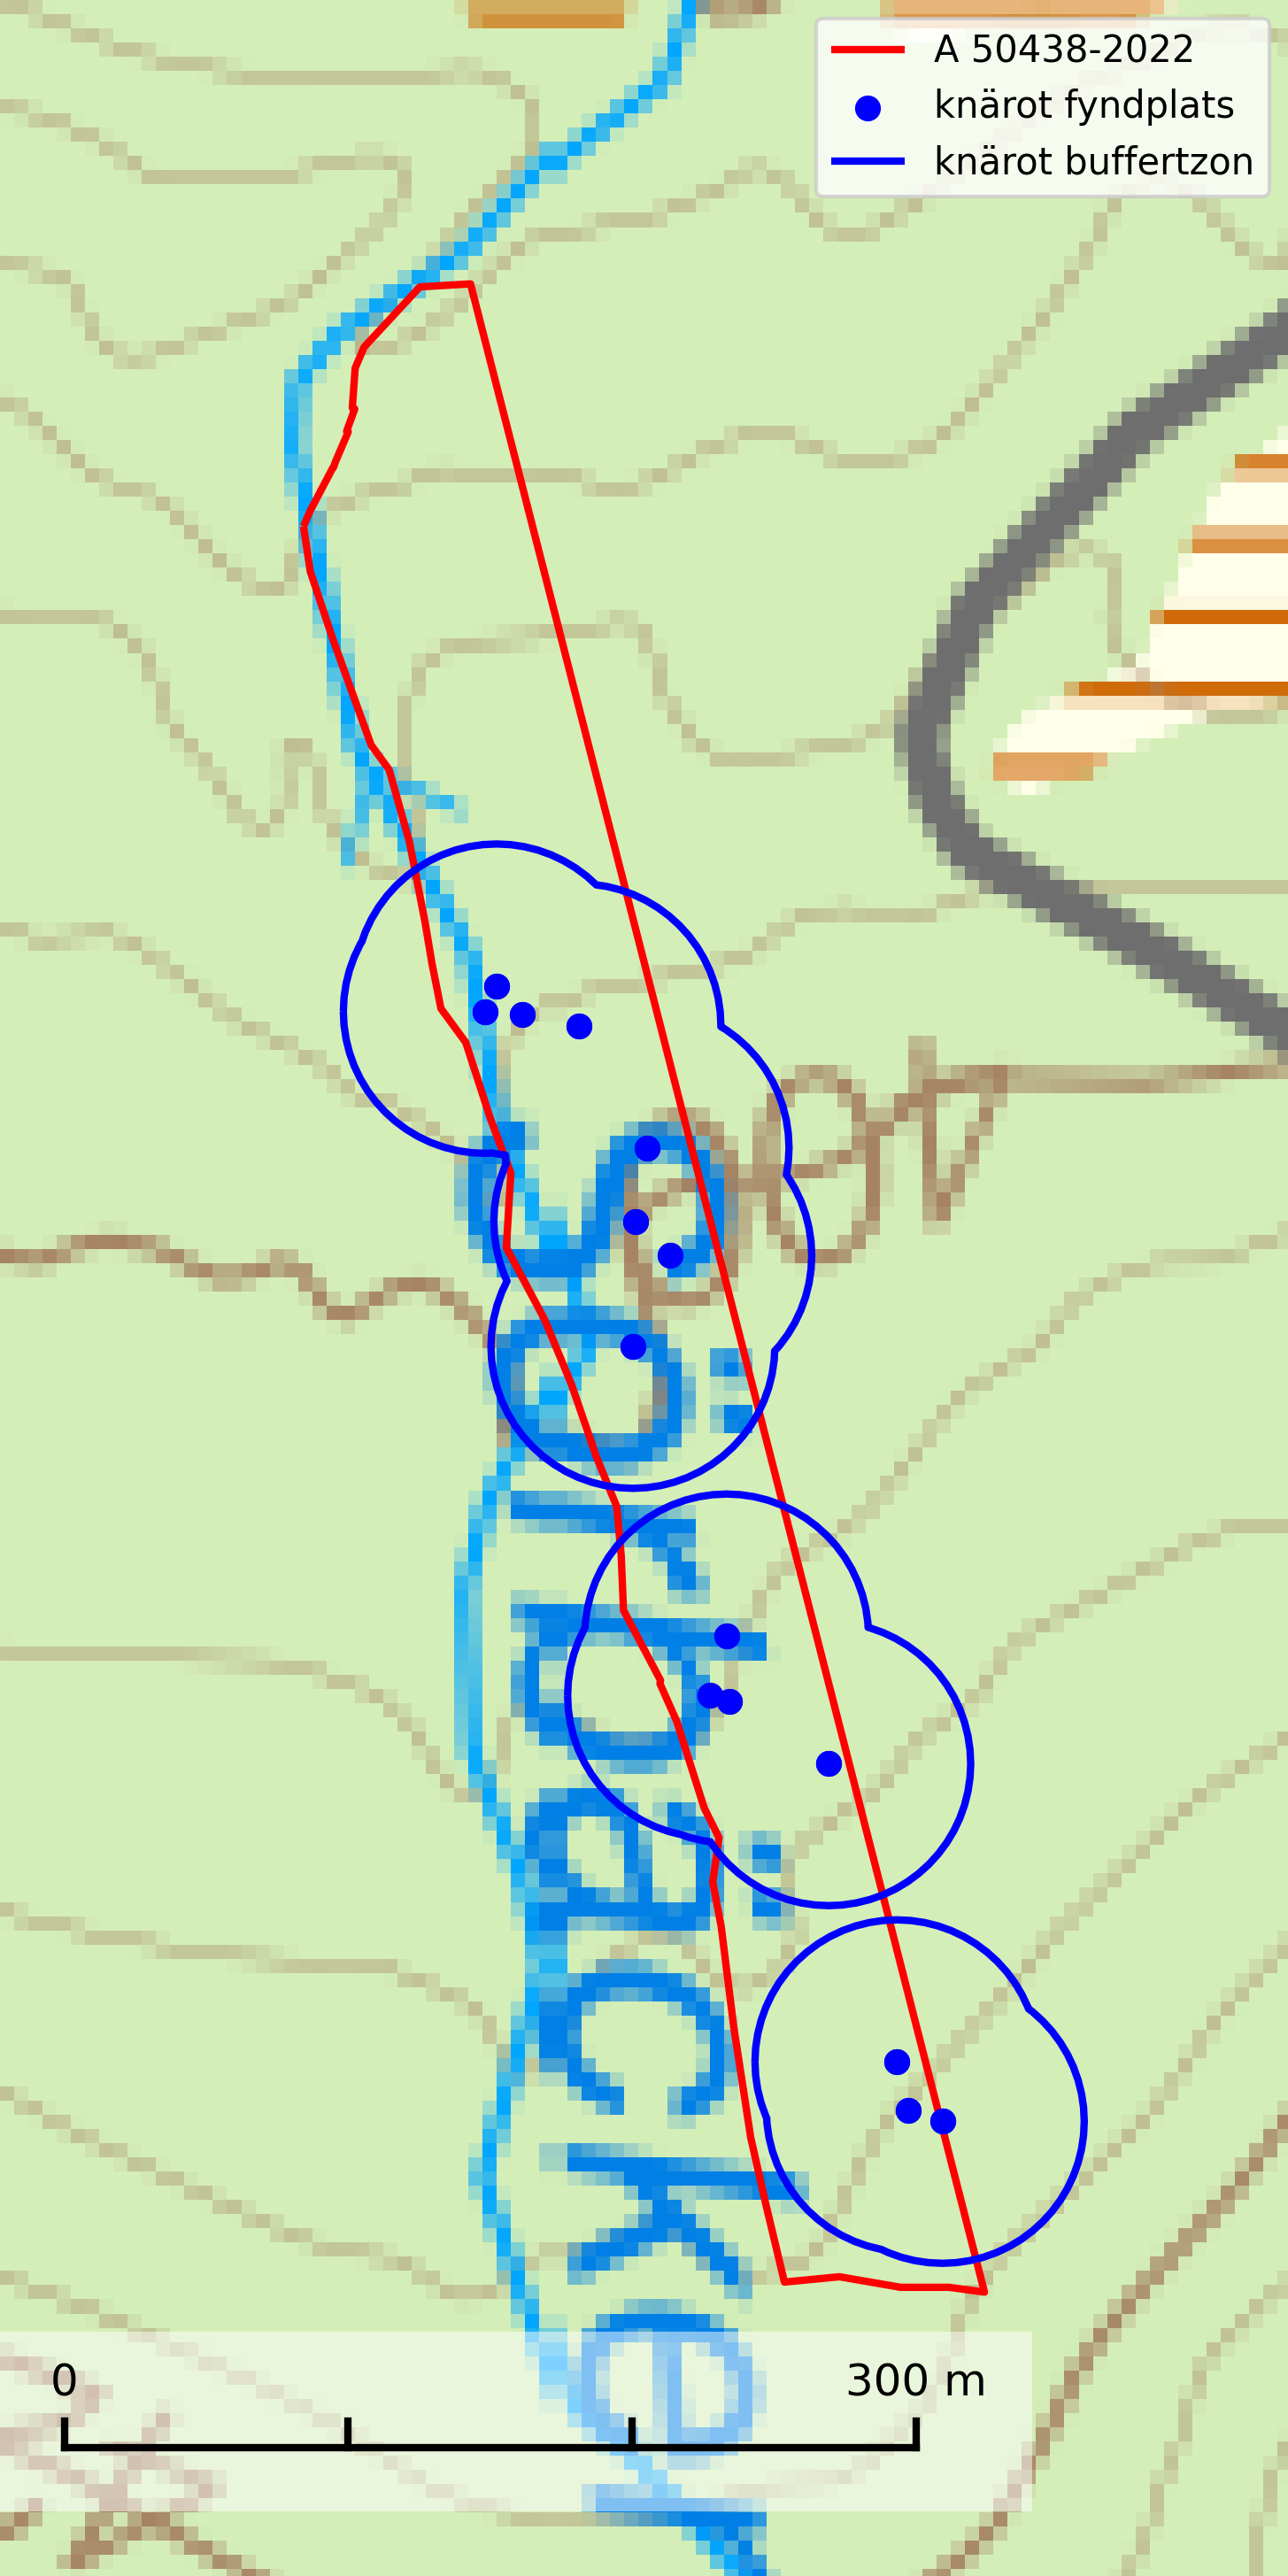 A 50438-2022
knärot fyndplats
knärot buffertzon
0 300 m